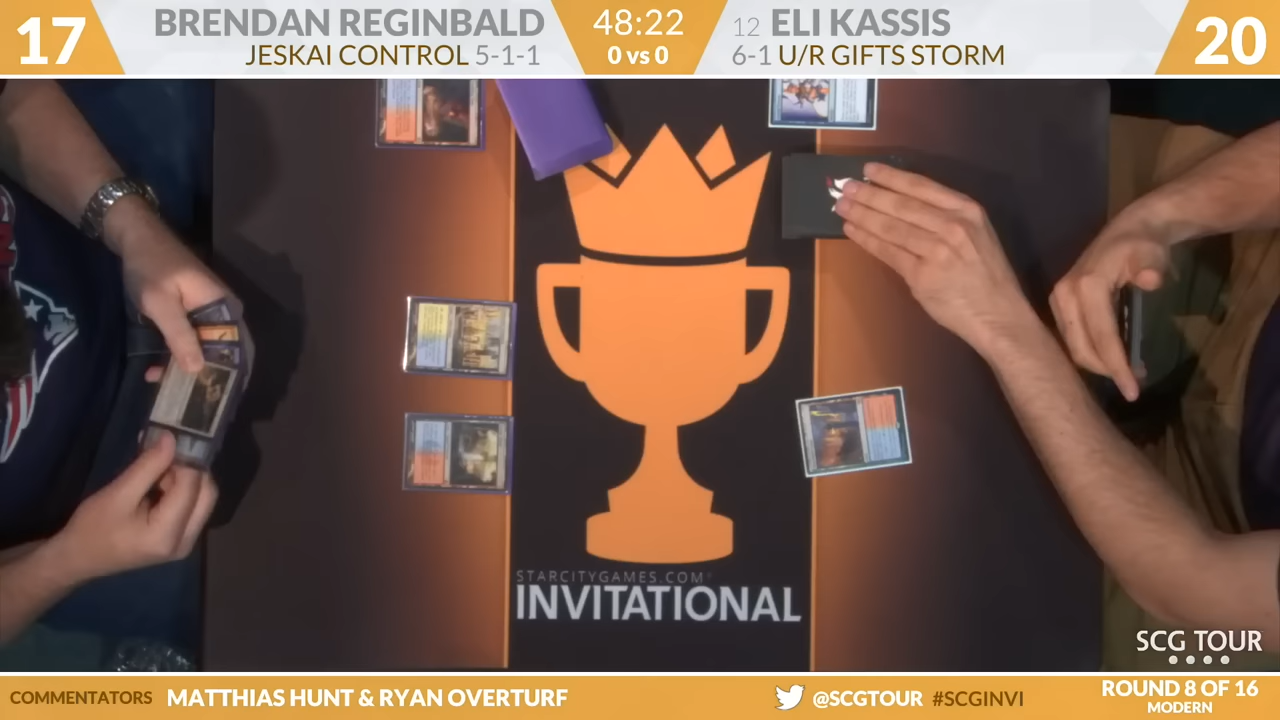 17
BRENDAN REGINBALD
JESKAI CONTROL 5-1-1
48:22
0 vs 0
12 ELI KASSIS
6-1 U/R GIFTS STORM
20
STARCITYGAMES.COM
INVITATIONAL
SCG TOUR
COMMENTATORS MATTHIAS HUNT & RYAN OVERTURF
@SCGTOUR #SCGINVI
ROUND 8 OF 16
MODERN